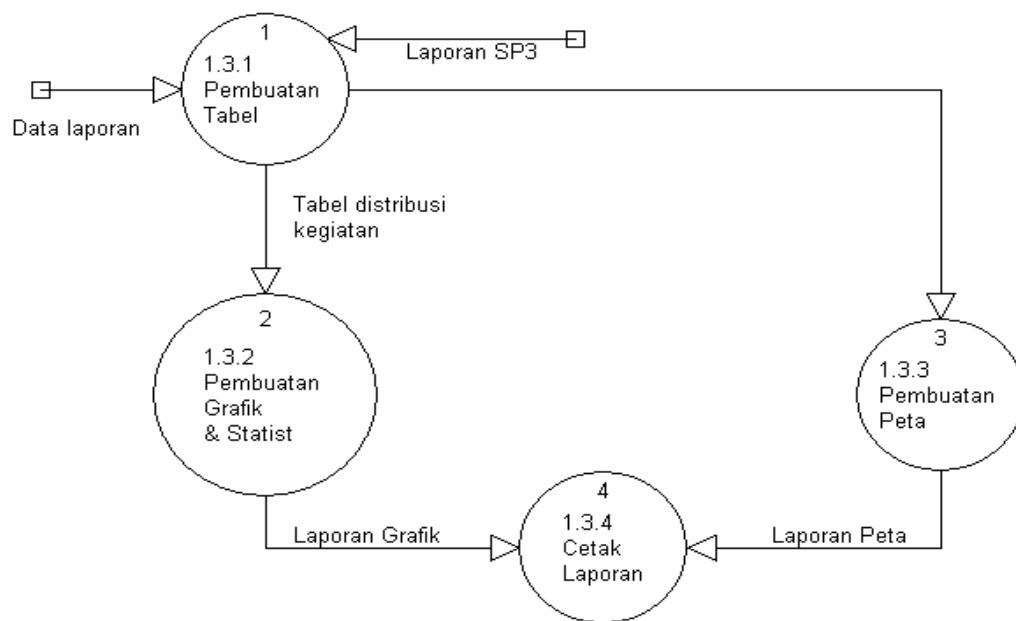 1
1.3.1
Pembuatan
Tabel
Laporan SP3
Data laporan
Tabel distribusi
kegiatan
2
1.3.2
Pembuatan
Grafik
& Statist
3
1.3.3
Pembuatan
Peta
4
1.3.4
Cetak
Laporan
Laporan Grafik
Laporan Peta